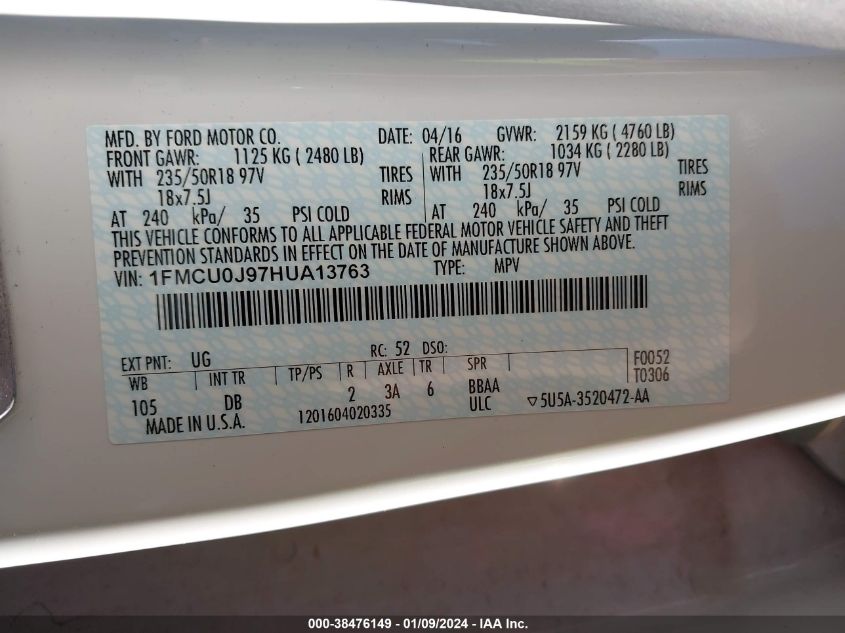 MFD. BY FORD MOTOR CO. DATE: 04/16 GVWR: 2159 KG ( 4760 LB)
FRONT GAWR: 1125 KG ( 2480 LB) REAR GAWR: 1034 KG ( 2280 LB)
WITH 235/50R18 97V TIRES WITH 235/50R18 97V TIRES
18x7.5J RIMS 18x7.5J RIMS
AT 240 kPa/ 35 PSI COLD AT 240 kPa/ 35 PSI COLD
THIS VEHICLE CONFORMS TO ALL APPLICABLE FEDERAL MOTOR VEHICLE SAFETY AND THEFT
PREVENTION STANDARDS IN EFFECT ON THE DATE OF MANUFACTURE SHOWN ABOVE.
VIN: 1FMCU0J97HUA13763 TYPE: MPV
EXT PNT: UG RC: 52 DSO: F0052
WB INT TR TP/PS R AXLE TR SPR T0306
105 DB 2 3A 6 BBAA
MADE IN U.S.A. 1201604020335 ULC ▽5U5A-3520472-AA
000-38476149 - 01/09/2024 - IAA Inc.